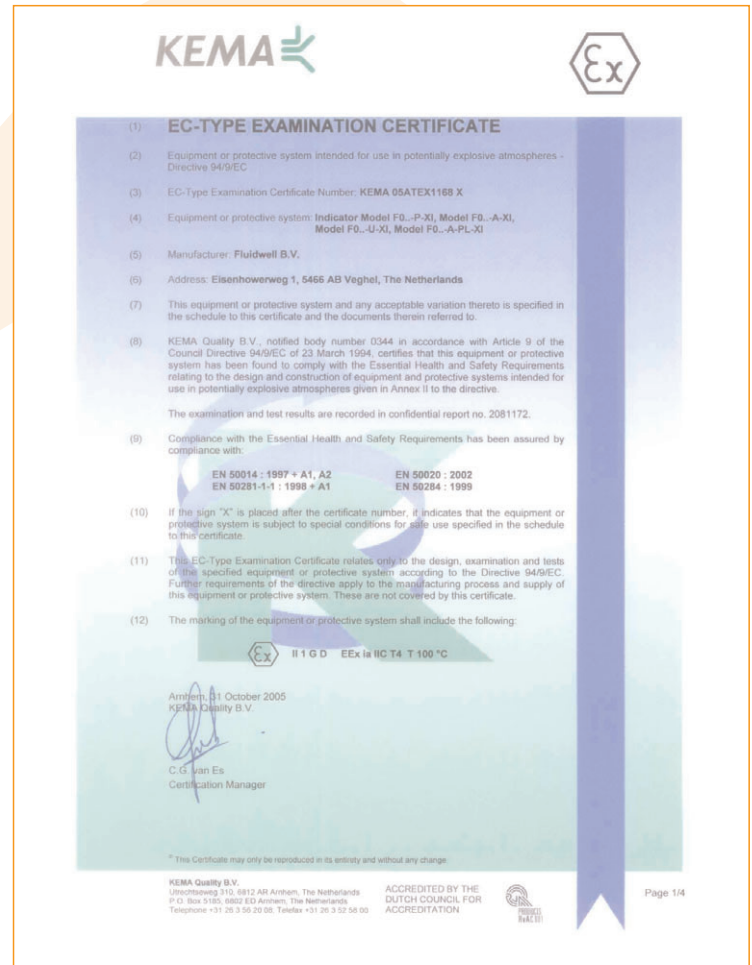 KEMA
Ex
(1) EC-TYPE EXAMINATION CERTIFICATE
(2) Equipment or protective system intended for use in potentially explosive atmospheres -
Directive 94/9/EC
(3) EC-Type Examination Certificate Number: KEMA 05ATEX1168 X
(4) Equipment or protective system: Indicator Model F0..-P-XI, Model F0..-A-XI,
Model F0..-U-XI, Model F0..-A-PL-XI
(5) Manufacturer: Fluidwell B.V.
(6) Address: Eisenhowerweg 1, 5466 AB Veghel, The Netherlands
(7) This equipment or protective system and any acceptable variation thereto is specified in
the schedule to this certificate and the documents therein referred to.
(8) KEMA Quality B.V., notified body number 0344 in accordance with Article 9 of the
Council Directive 94/9/EC of 23 March 1994, certifies that this equipment or protective
system has been found to comply with the Essential Health and Safety Requirements
relating to the design and construction of equipment and protective systems intended for
use in potentially explosive atmospheres given in Annex II to the directive.
The examination and test results are recorded in confidential report no. 2081172.
(9) Compliance with the Essential Health and Safety Requirements has been assured by
compliance with:
EN 50014 : 1997 + A1, A2 EN 50020 : 2002
EN 50281-1-1 : 1998 + A1 EN 50284 : 1999
(10) If the sign "X" is placed after the certificate number, it indicates that the equipment or
protective system is subject to special conditions for safe use specified in the schedule
to this certificate.
(11) This EC-Type Examination Certificate relates only to the design, examination and tests
of the specified equipment or protective system according to the Directive 94/9/EC.
Further requirements of the directive apply to the manufacturing process and supply of
this equipment or protective system. These are not covered by this certificate.
(12) The marking of the equipment or protective system shall include the following:
Ex II 1 G D EEx ia IIC T4 T 100 °C
Arnhem, 31 October 2005
KEMA Quality B.V.
C.G. van Es
Certification Manager
® This Certificate may only be reproduced in its entirety and without any change
KEMA Quality B.V.
Utrechtseweg 310, 6812 AR Arnhem, The Netherlands
P.O. Box 5185, 6802 ED Arnhem, The Netherlands
Telephone +31 26 3 56 20 08, Telefax +31 26 3 52 58 00
ACCREDITED BY THE
DUTCH COUNCIL FOR
ACCREDITATION
Page 1/4